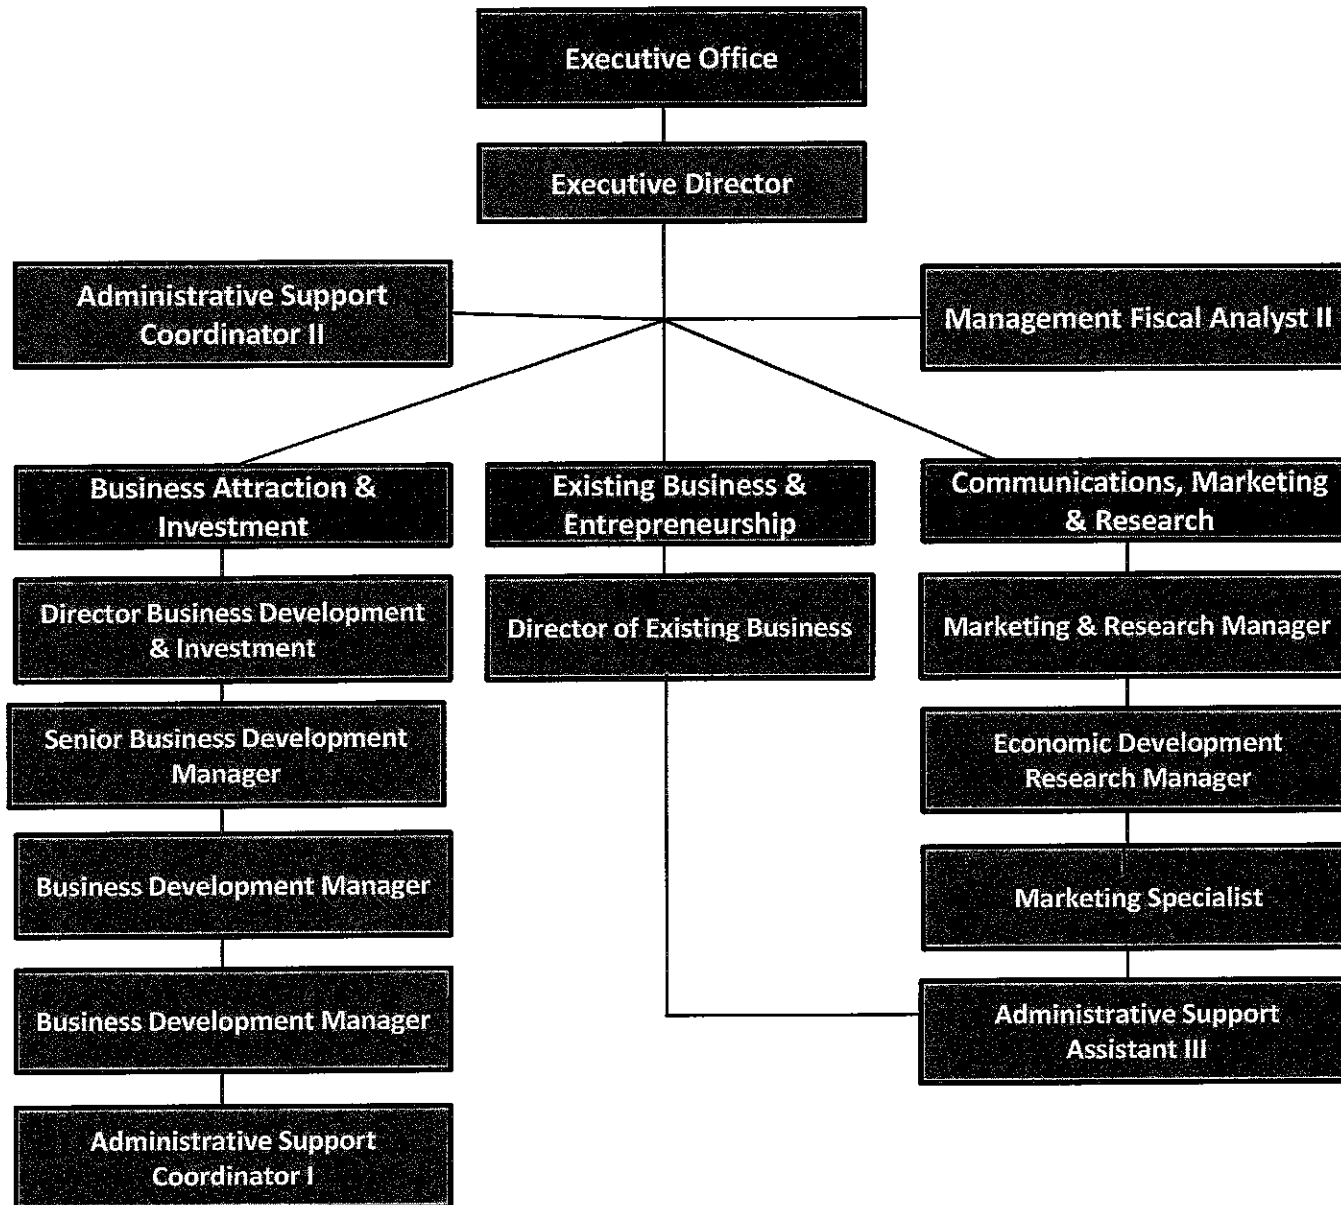 Executive Office
Executive Director
Administrative Support
Coordinator II
Management Fiscal Analyst II
Business Attraction &
Investment
Director Business Development
& Investment
Senior Business Development
Manager
Business Development Manager
Business Development Manager
Administrative Support
Coordinator I
Existing Business &
Entrepreneurship
Director of Existing Business
Communications, Marketing
& Research
Marketing & Research Manager
Economic Development
Research Manager
Marketing Specialist
Administrative Support
Assistant III